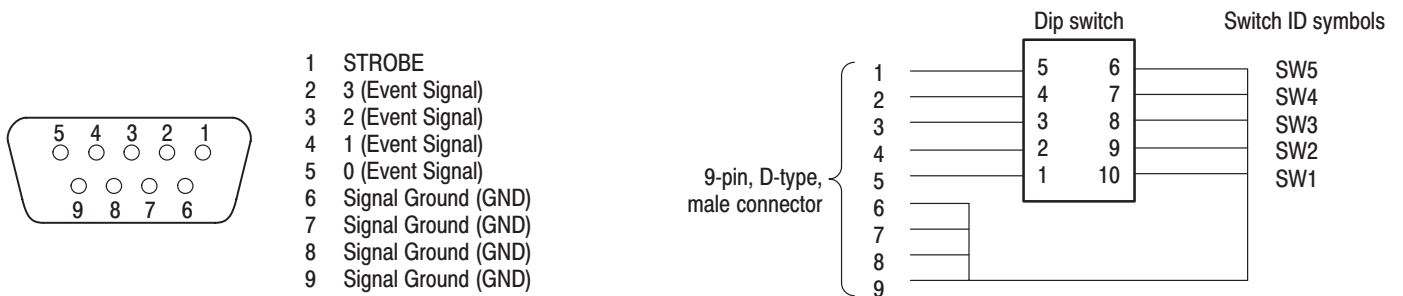 5 4 3 2 1
9 8 7 6
1 STROBE
2 3 (Event Signal)
3 2 (Event Signal)
4 1 (Event Signal)
5 0 (Event Signal)
6 Signal Ground (GND)
7 Signal Ground (GND)
8 Signal Ground (GND)
9 Signal Ground (GND)
9-pin, D-type,
male connector
1
2
3
4
5
6
7
8
9
Dip switch
5 6
4 7
3 8
2 9
1 10
Switch ID symbols
SW5
SW4
SW3
SW2
SW1